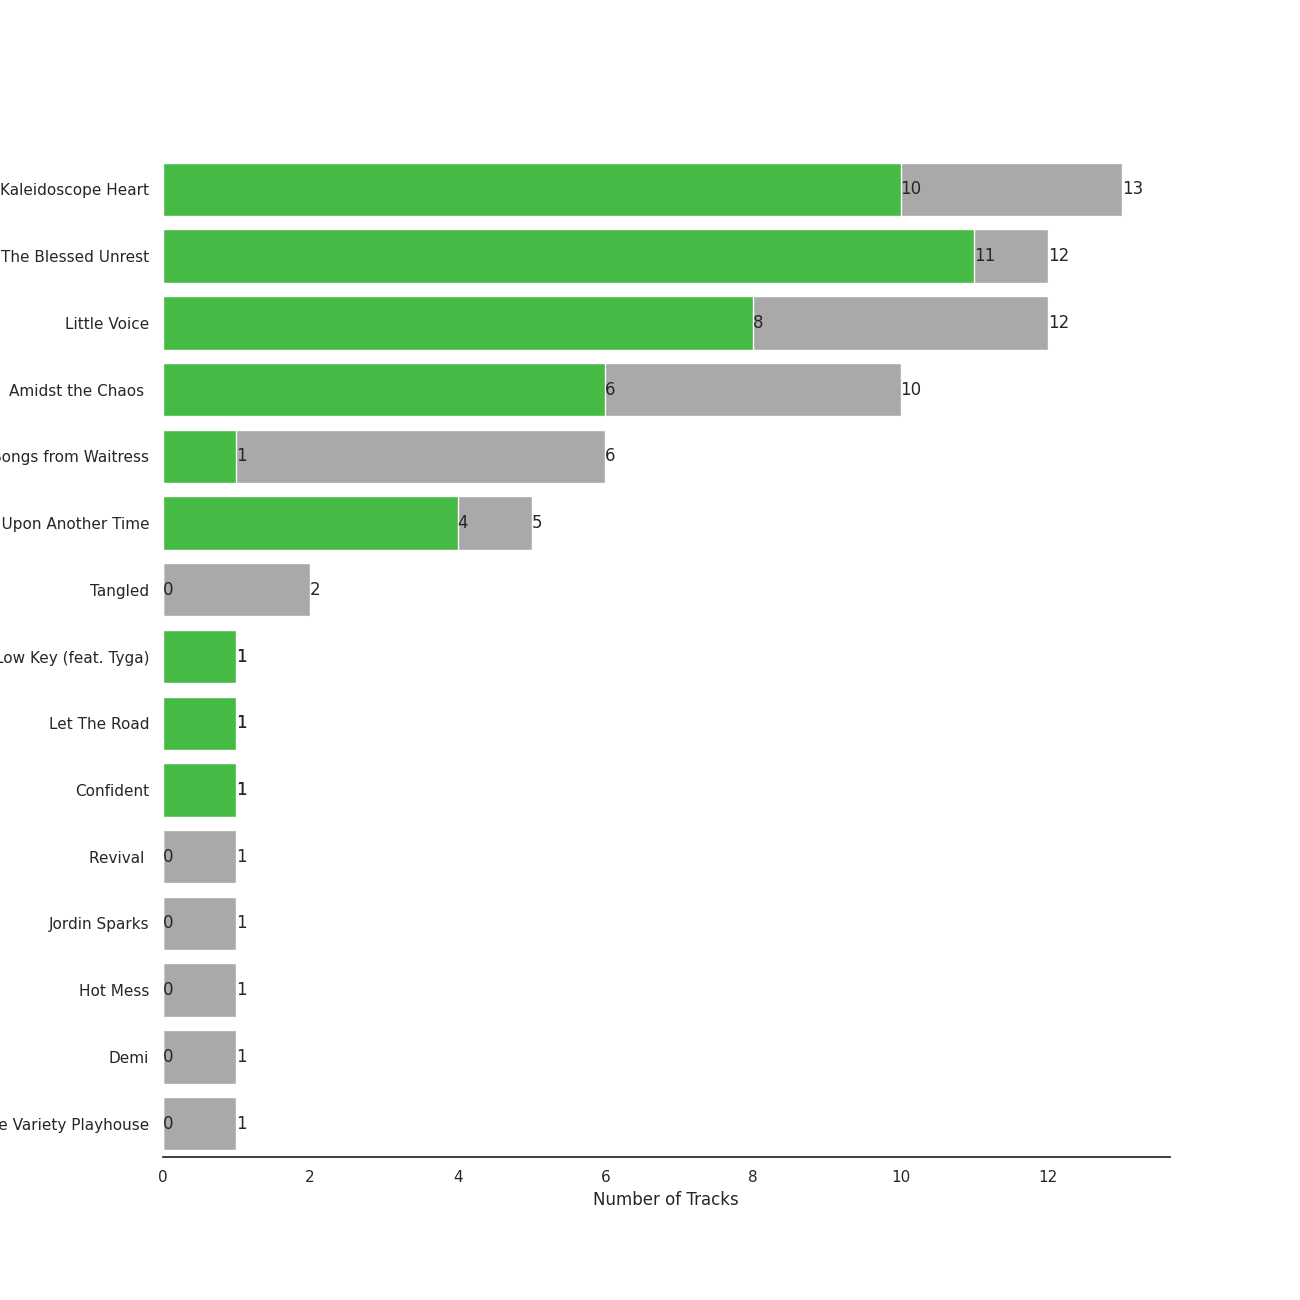 Kaleidoscope Heart 10 13
The Blessed Unrest 11 12
Little Voice 8 12
Amidst the Chaos 6 10
songs from Waitress 1 6
Upon Another Time 4 5
Tangled 0 2
Low Key (feat. Tyga) 1
Let The Road 1
Confident 1
Revival 0 1
Jordin Sparks 0 1
Hot Mess 0 1
Demi 0 1
Variety Playhouse 0 1
0 2 4 6 8 10 12
Number of Tracks